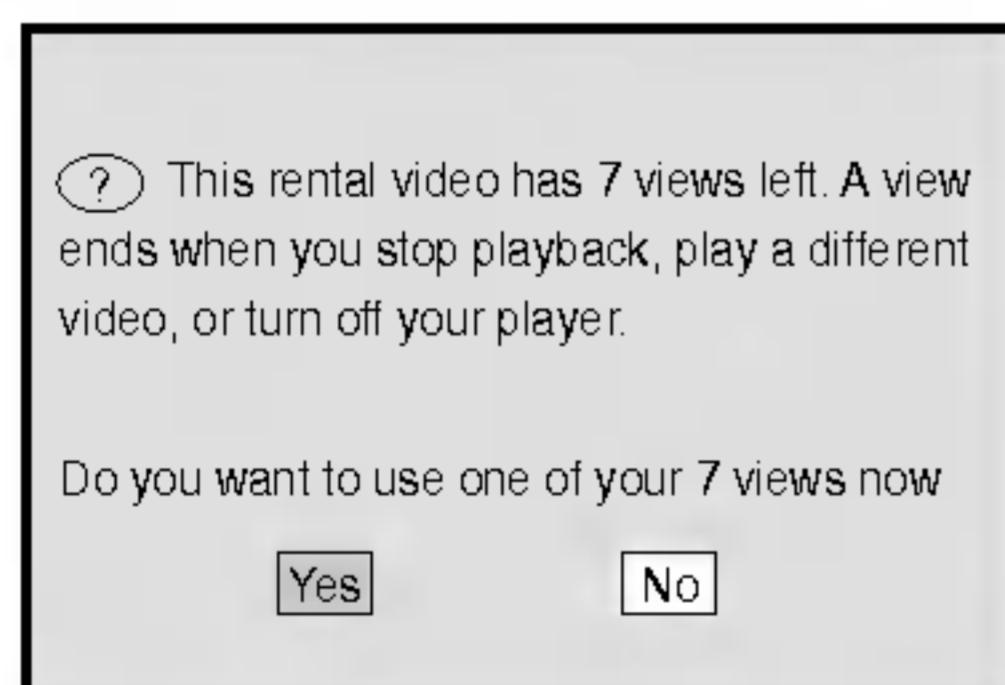 ? This rental video has 7 views left. A view
ends when you stop playback, play a different
video, or turn off your player.
Do you want to use one of your 7 views now
Yes No